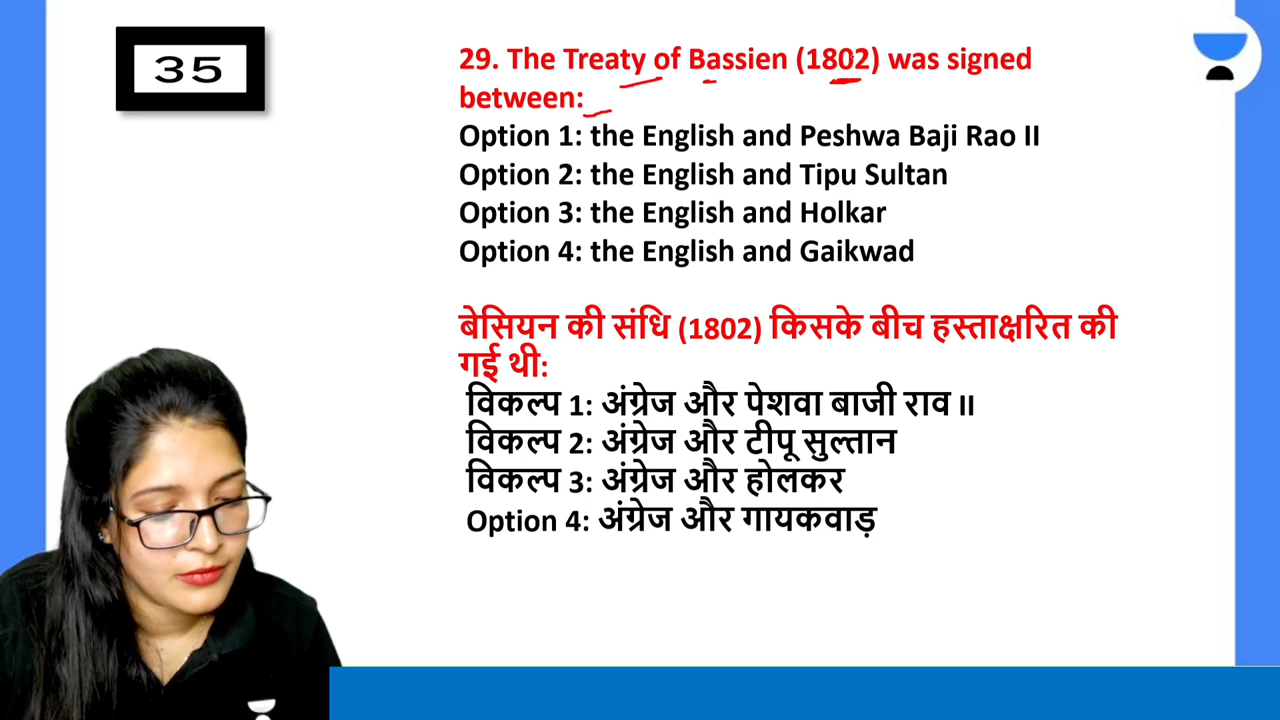 35
29. The Treaty of Bassien (1802) was signed
between:
Option 1: the English and Peshwa Baji Rao II
Option 2: the English and Tipu Sultan
Option 3: the English and Holkar
Option 4: the English and Gaikwad
बेसियन की संधि (1802) किसके बीच हस्ताक्षरित की
गई थी:
विकल्प 1: अंग्रेज और पेशवा बाजी राव II
विकल्प 2: अंग्रेज और टीपू सुल्तान
विकल्प 3: अंग्रेज और होलकर
Option 4: अंग्रेज और गायकवाड़